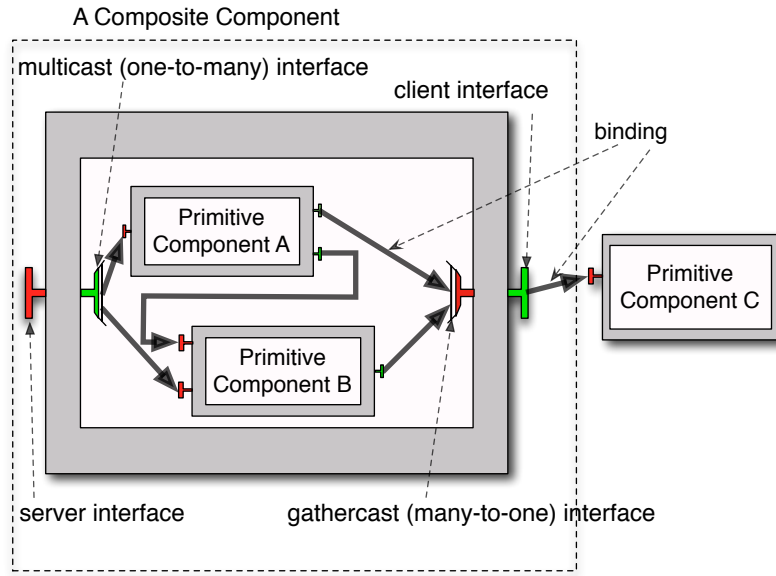 A Composite Component
multicast (one-to-many) interface
client interface
binding
Primitive
Component A
Primitive
Component C
Primitive
Component B
server interface
gathercast (many-to-one) interface